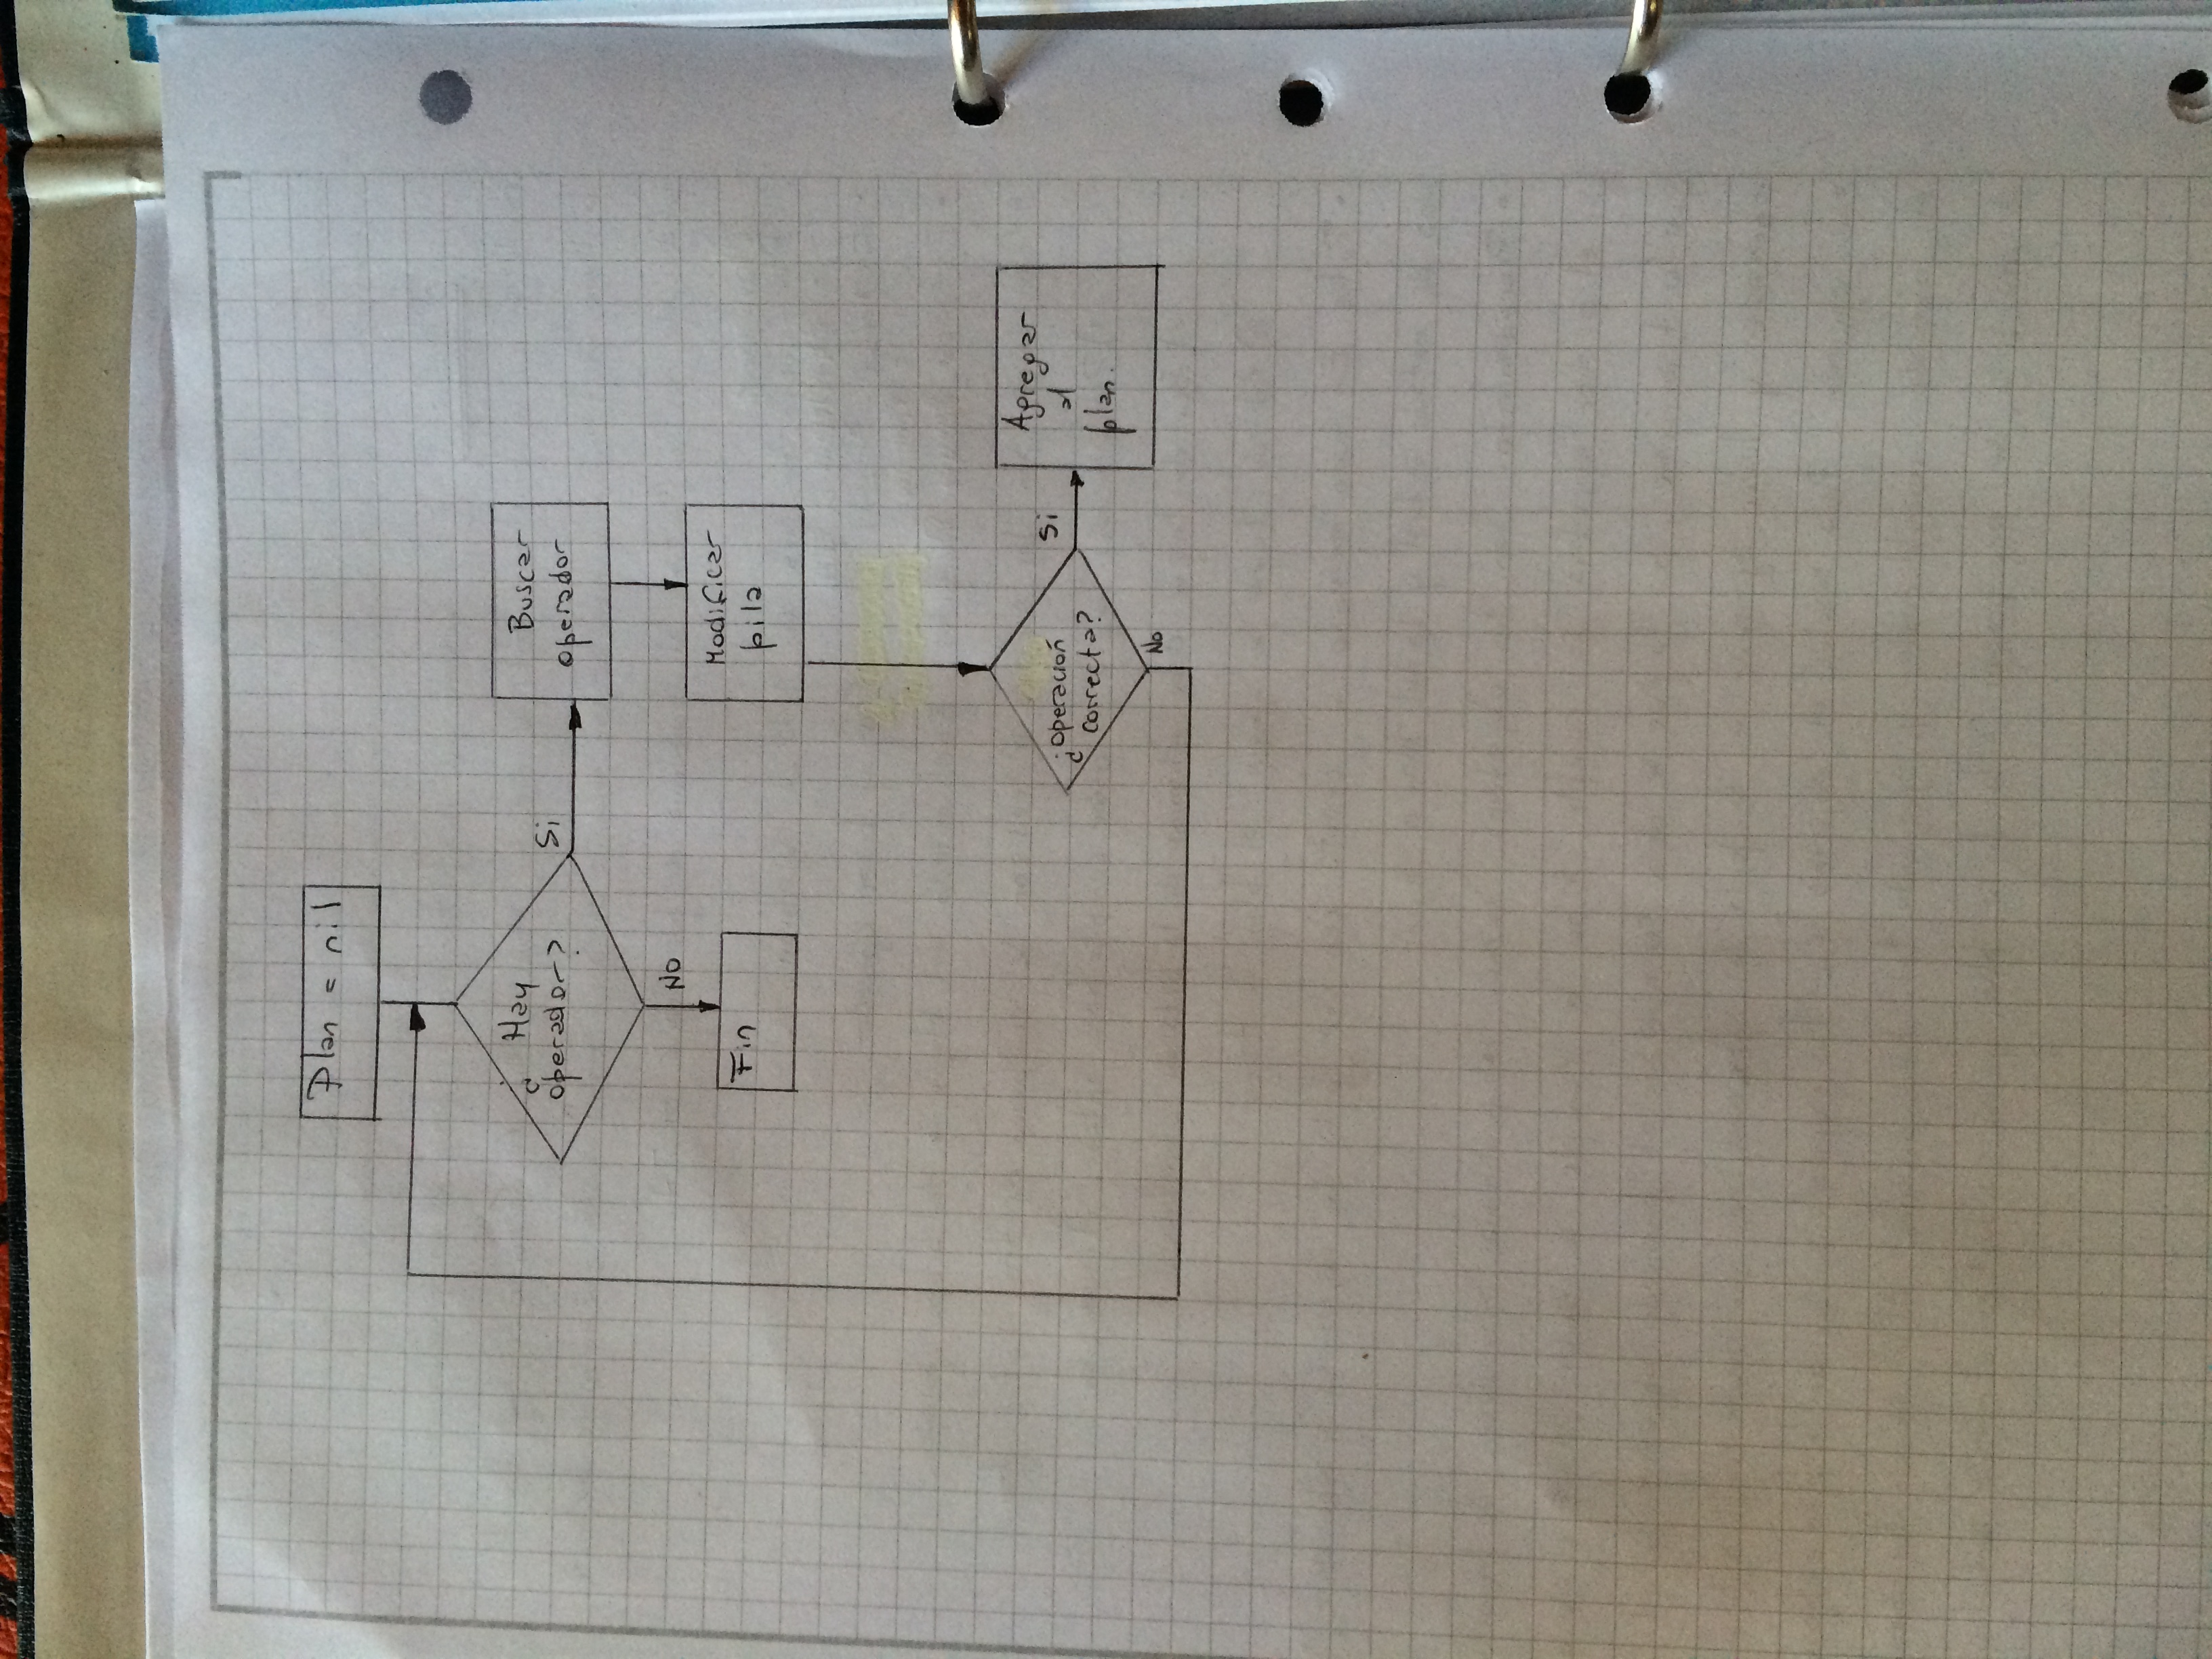 Plan = nil
¿ Hay
operador?
Si
Buscar
operador
No
Fin
Modificar
pila
¿operación
correcta?
Si
Agregar
al
plan.
No